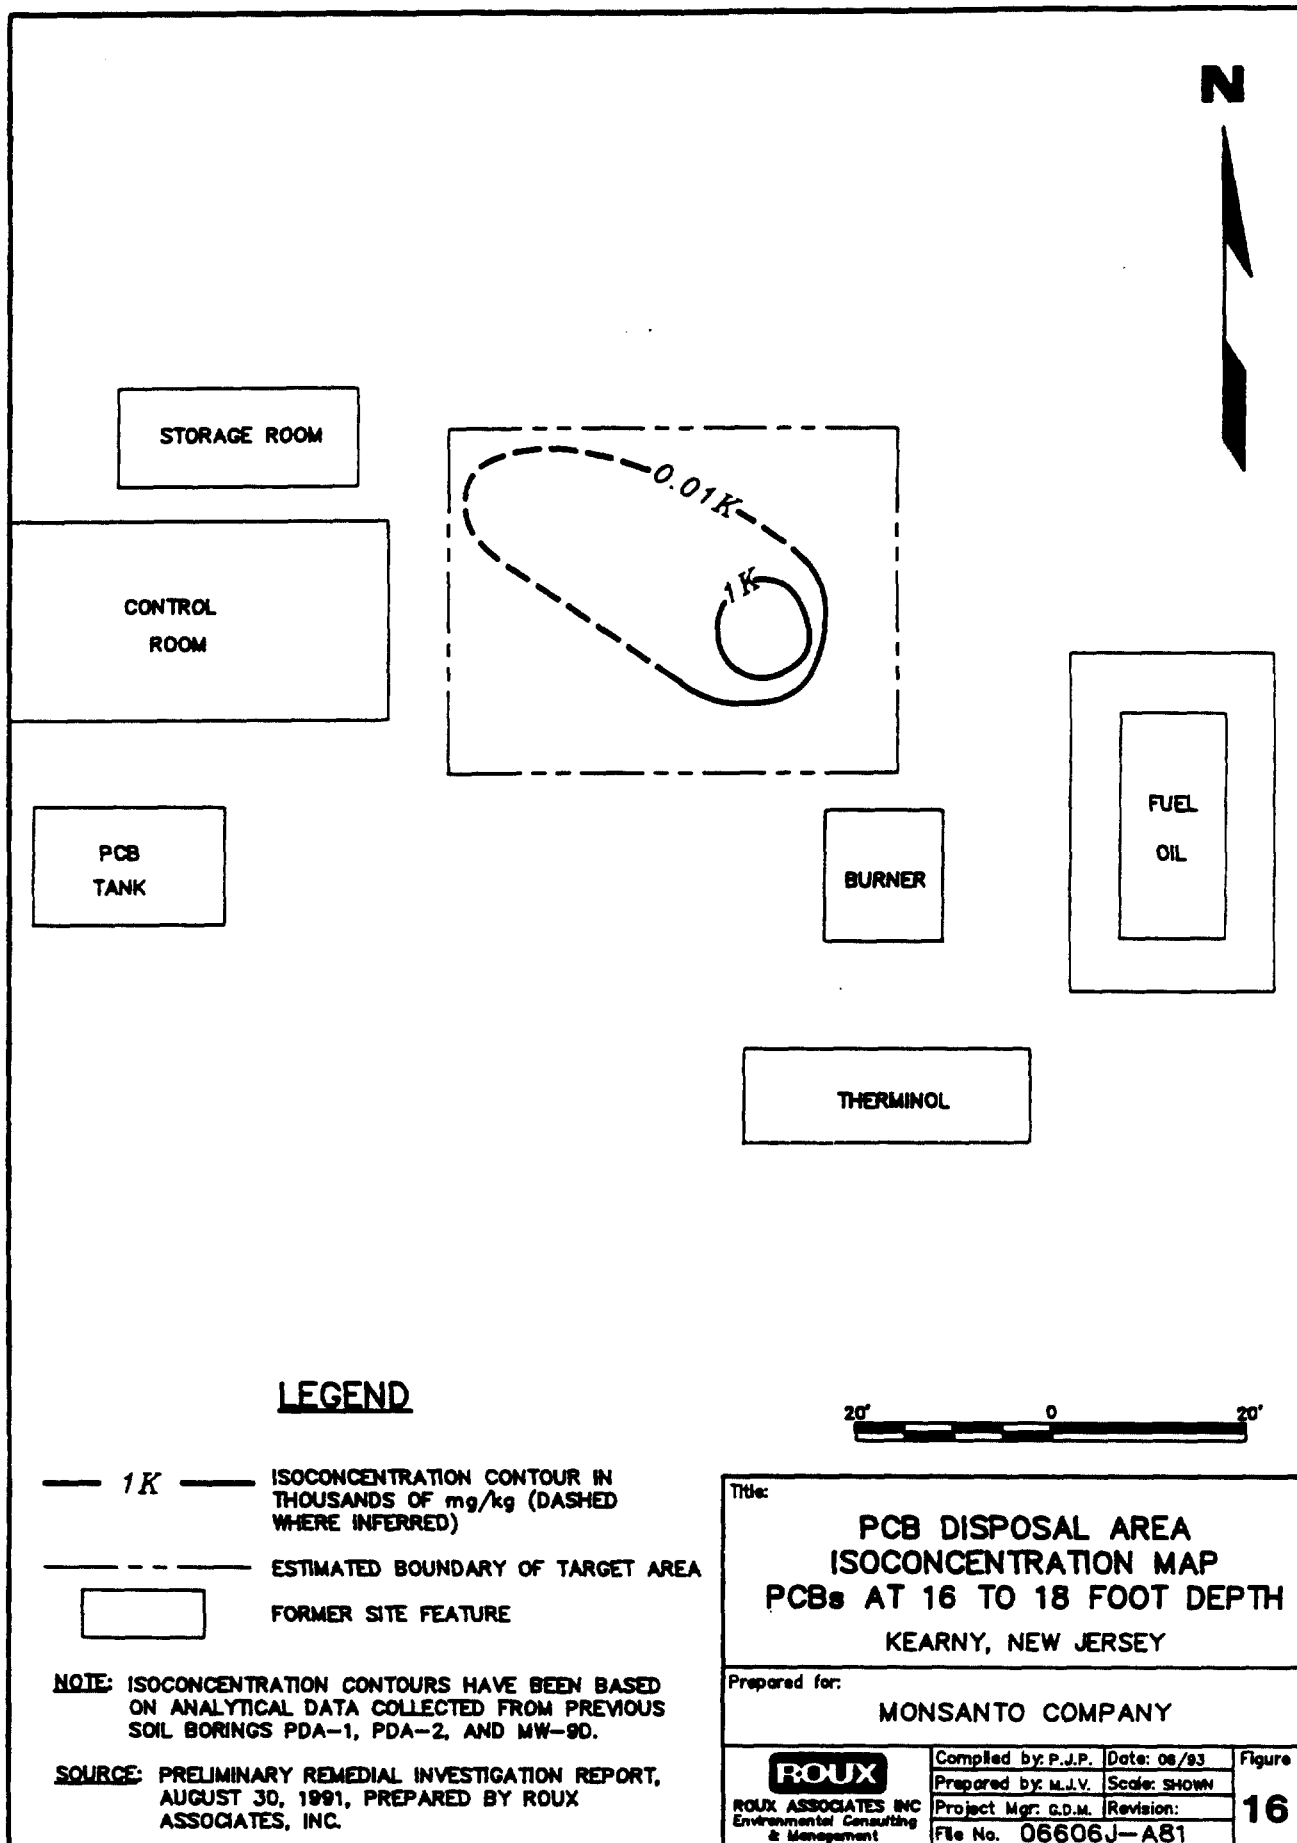 N
STORAGE ROOM
0.01K
1K
CONTROL
ROOM
PCB
TANK
BURNER
FUEL
OIL
THERMINOL
LEGEND
20' 0 20'
1K ISOCONCENTRATION CONTOUR IN
THOUSANDS OF mg/kg (DASHED
WHERE INFERRED)
ESTIMATED BOUNDARY OF TARGET AREA
FORMER SITE FEATURE
NOTE: ISOCONCENTRATION CONTOURS HAVE BEEN BASED
ON ANALYTICAL DATA COLLECTED FROM PREVIOUS
SOIL BORINGS PDA-1, PDA-2, AND MW-9D.
SOURCE: PRELIMINARY REMEDIAL INVESTIGATION REPORT,
AUGUST 30, 1991, PREPARED BY ROUX
ASSOCIATES, INC.
Title:
PCB DISPOSAL AREA
ISOCONCENTRATION MAP
PCBs AT 16 TO 18 FOOT DEPTH
KEARNY, NEW JERSEY
Prepared for:
MONSANTO COMPANY
ROUX
ROUX ASSOCIATES INC
Environmental Consulting
& Management
Compiled by: P.J.P. Date: 06/93
Prepared by: M.J.V. Scale: SHOWN
Project Mgr: G.D.M. Revision:
File No. 06606J-A81
Figure
16